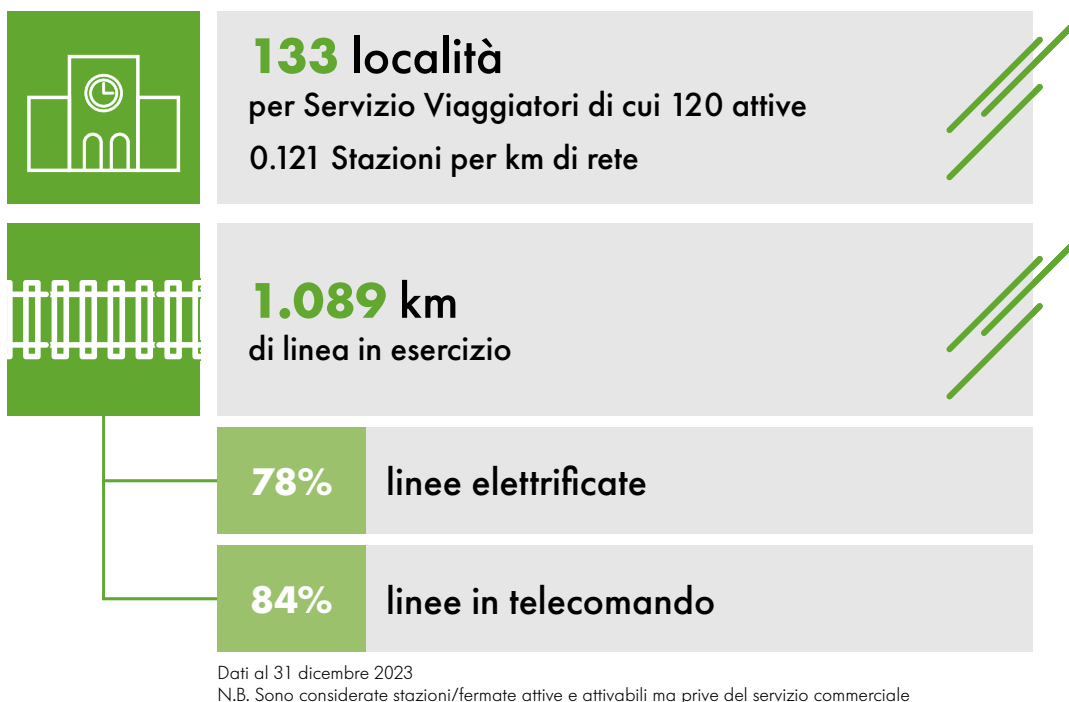 133 località
per Servizio Viaggiatori di cui 120 attive
0.121 Stazioni per km di rete
1.089 km
di linea in esercizio
78% linee elettrificate
84% linee in telecomando
Dati al 31 dicembre 2023
N.B. Sono considerate stazioni/fermate attive e attivabili ma prive del servizio commerciale